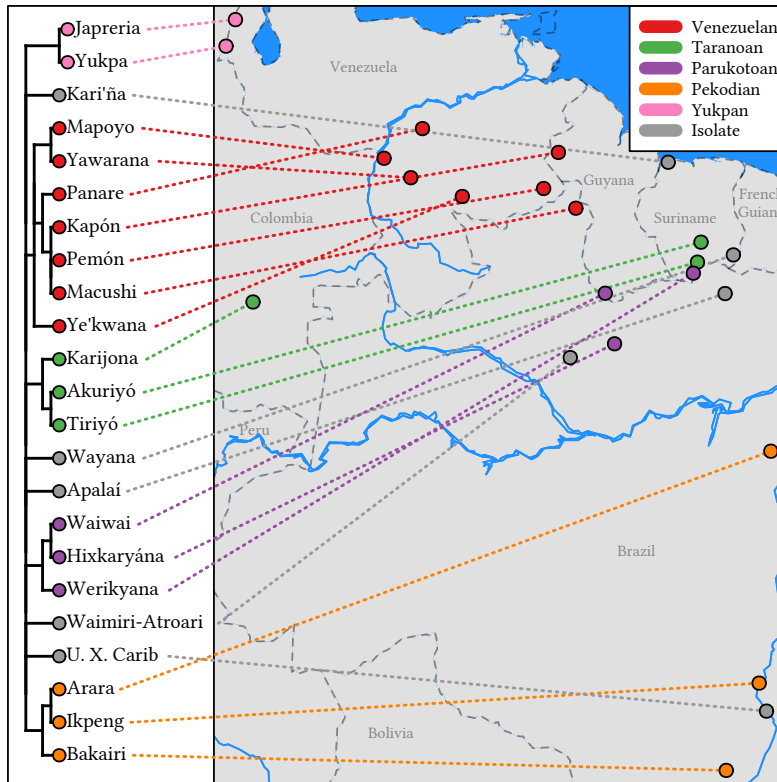 Japreria
Yukpa
Kari'ña
Mapoyo
Yawarana
Panare
Kapón
Pemón
Macushi
Ye'kwana
Karijona
Akuriyó
Tiriyó
Wayana
Apalaí
Waiwai
Hixkaryána
Werikyana
Waimiri-Atroari
U. X. Carib
Arara
Ikpeng
Bakairi
Venezuela
Colombia
Guyana
Suriname
French
Guiana
Peru
Brazil
Bolivia
Venezuelan
Taranoan
Parukotoan
Pekodian
Yukpan
Isolate